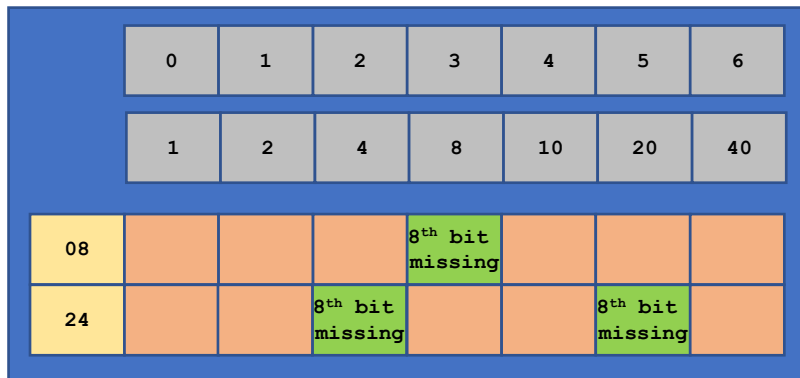 0 1 2 3 4 5 6
1 2 4 8 10 20 40
08 8th bit missing
24 8th bit missing 8th bit missing